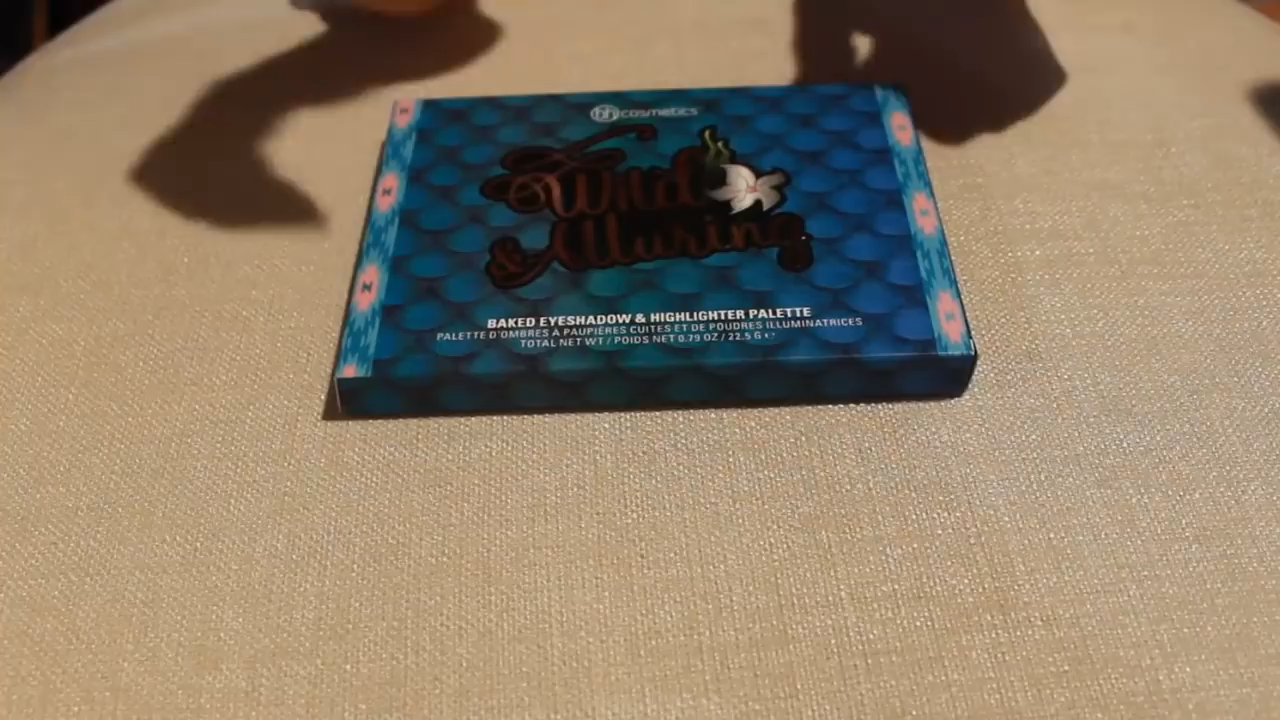 bh cosmetics
Wild
& Alluring
BAKED EYESHADOW & HIGHLIGHTER PALETTE
PALETTE D'OMBRES À PAUPIÈRES CUITES ET DE POUDRES ILLUMINATRICES
TOTAL NET WT / POIDS NET 0.79 OZ / 22.5 G e